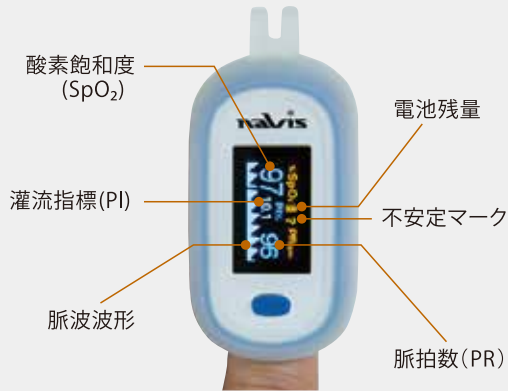 酸素飽和度
(SpO₂)
灌流指標(PI)
脈波波形
navis
97
96
%SpO₂
電池残量
不安定マーク
脈拍数(PR)